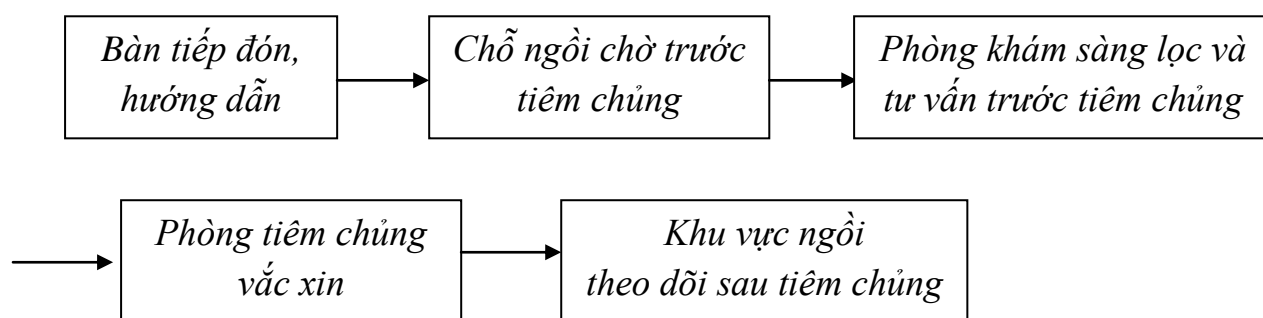 Bàn tiếp đón,
hướng dẫn
Chỗ ngồi chờ trước
tiêm chủng
Phòng khám sàng lọc và
tư vấn trước tiêm chủng
Phòng tiêm chủng
vắc xin
Khu vực ngồi
theo dõi sau tiêm chủng